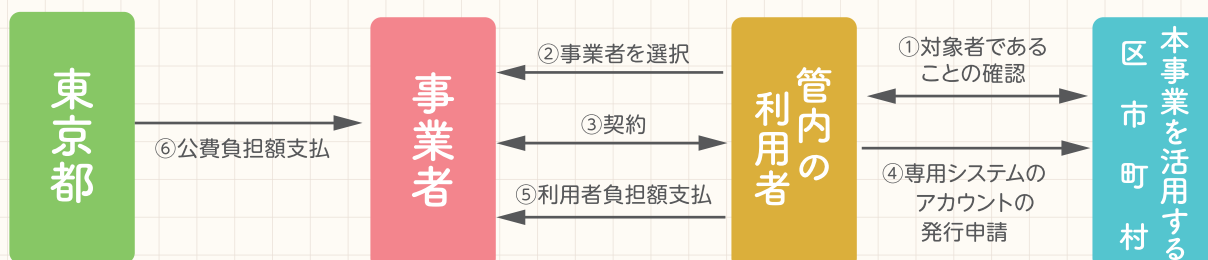 東京都
⑥公費負担額支払
事業者
②事業者を選択
③契約
⑤利用者負担額支払
管内の
利用者
①対象者である
ことの確認
④専用システムの
アカウントの
発行申請
本事業を活用する
区市町村